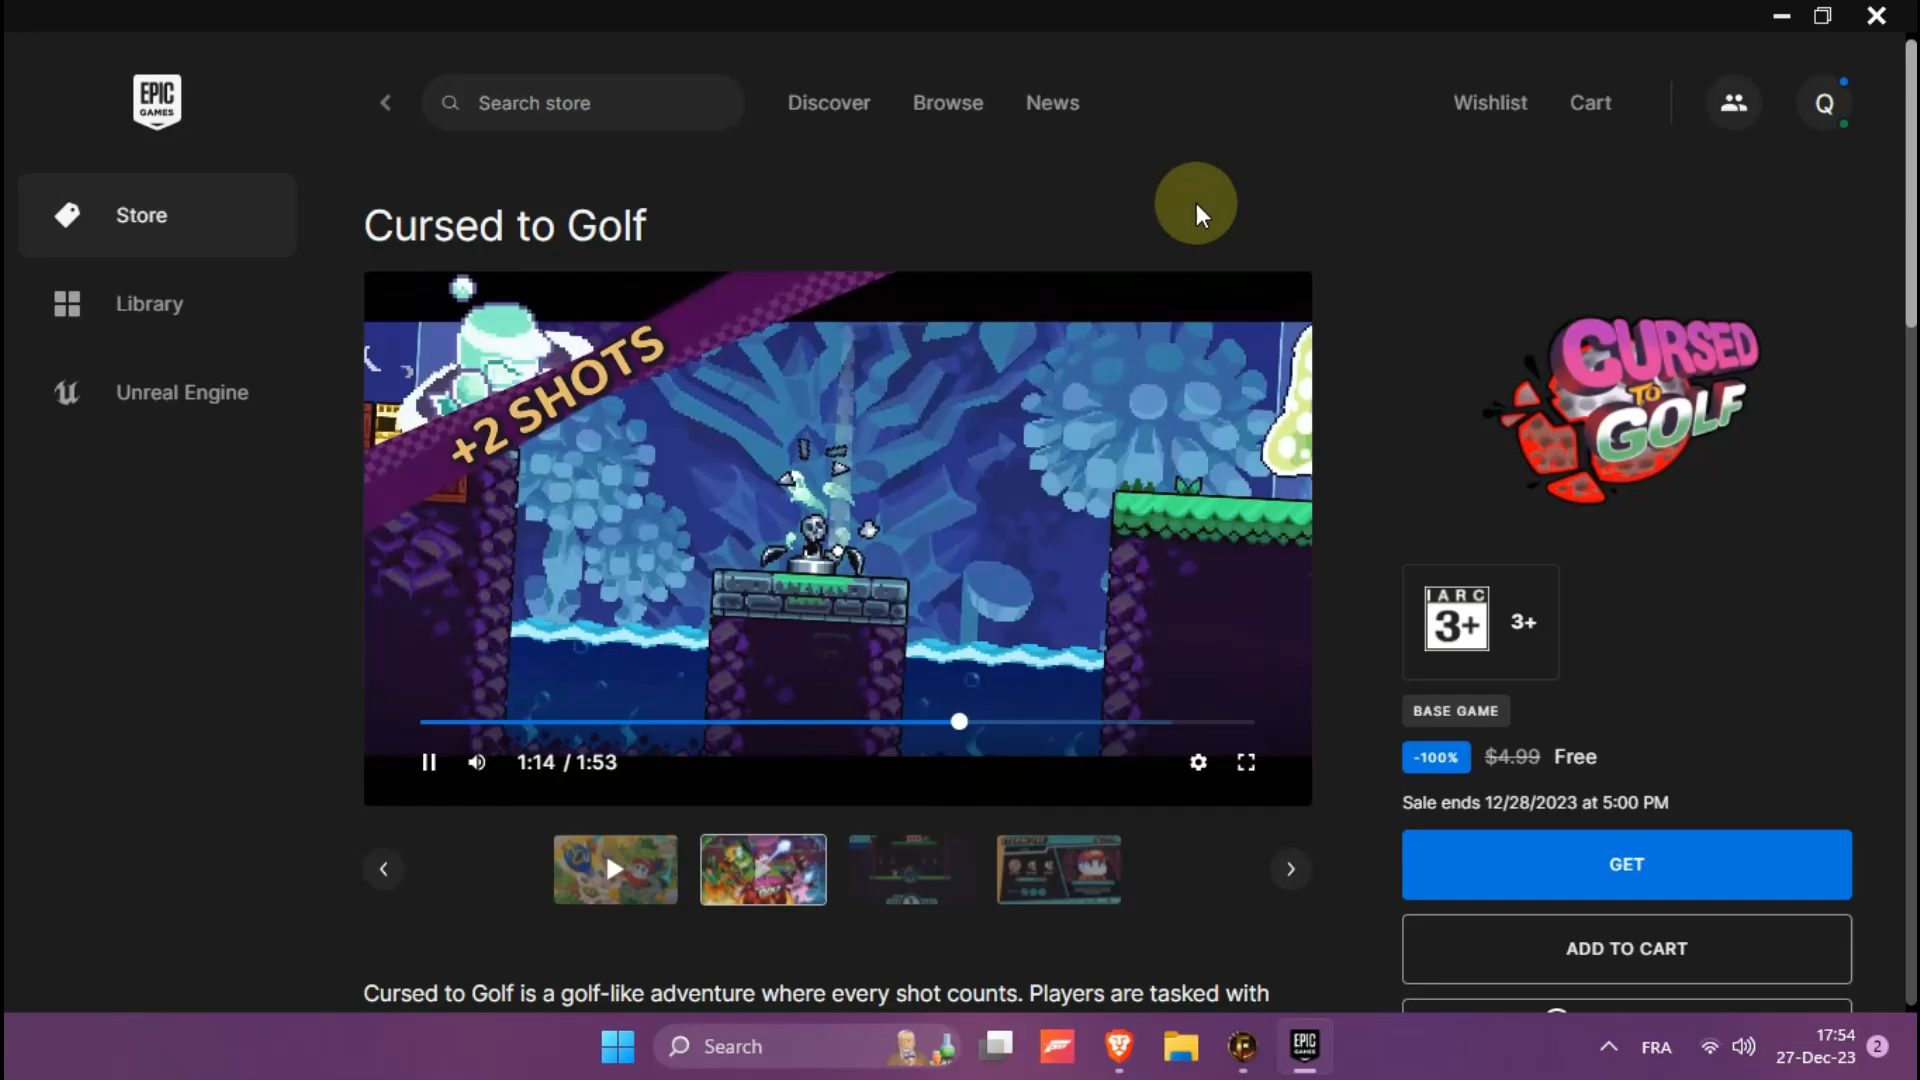 EPIC
GAMES
Search store
Discover
Browse
News
Wishlist
Cart
Q
Store
Library
Unreal Engine
Cursed to Golf
+2 SHOTS
1:14 / 1:53
CURSED
TO
GOLF
IARC
3+
3+
BASE GAME
-100% $4.99 Free
Sale ends 12/28/2023 at 5:00 PM
GET
ADD TO CART
Cursed to Golf is a golf-like adventure where every shot counts. Players are tasked with
Search
EPIC
GAMES
FRA
17:54
27-Dec-23
2